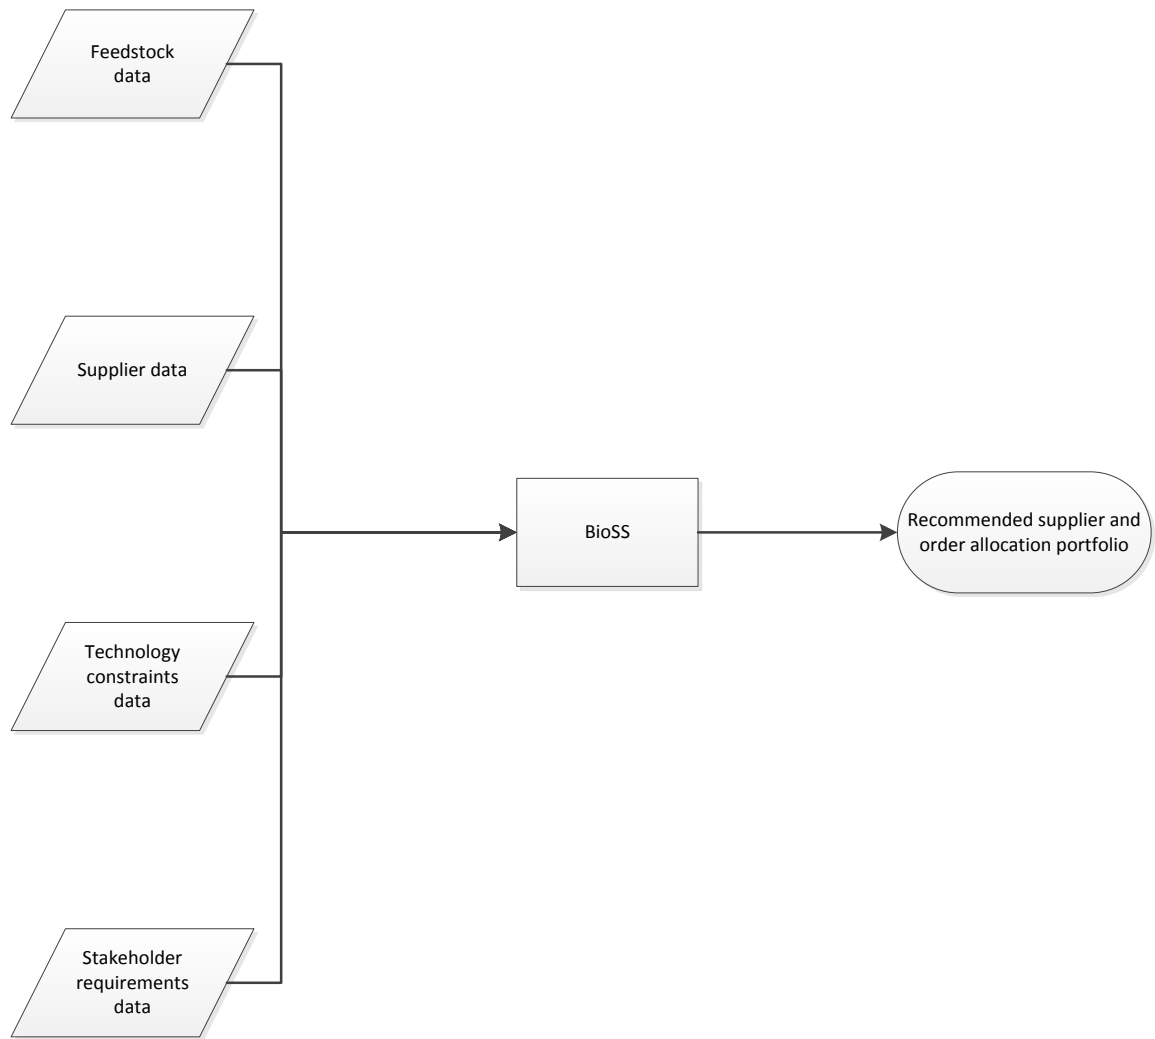 Feedstock
data
Supplier data
BioSS
Recommended supplier and
order allocation portfolio
Technology
constraints
data
Stakeholder
requirements
data